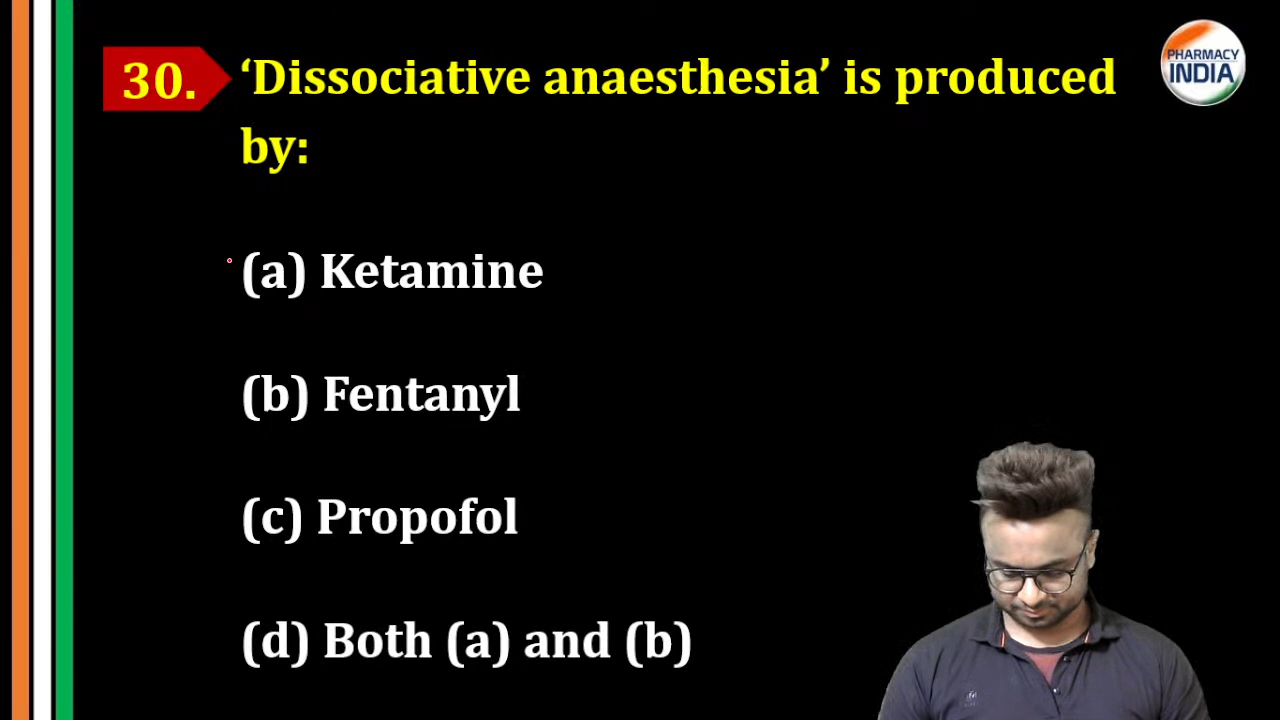 30.
‘Dissociative anaesthesia’ is produced
by:
PHARMACY
INDIA
(a) Ketamine
(b) Fentanyl
(c) Propofol
(d) Both (a) and (b)